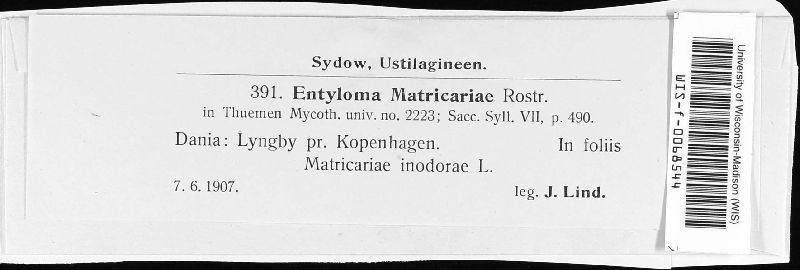 Sydow, Ustilagineen.
391. Entyloma Matricariae Rostr.
in Thuemen Mycoth. univ. no. 2223; Sacc. Syll. VII, p. 490.
Dania: Lyngby pr. Kopenhagen. In foliis
Matricariae inodorae L.
7. 6. 1907. leg. J. Lind.
University of Wisconsin-Madison (WIS)
WIS-f-0068544